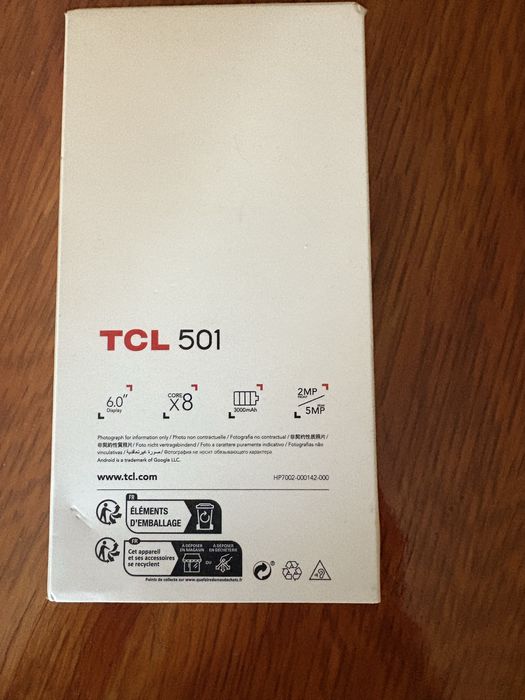 TCL 501
6.0"
Display
CORE
X8
3000mAh
2MP
FRONT
5MP
Photograph for information only / Photo non contractuelle / Fotografía no contractual / 非契約性質照片/
非契約性質照片/ Foto nicht vertragsbindend / Foto a carattere puramente indicativo / Fotografias não
vinculativas / صورة غير تعاقدية / Фотография не носит обязывающего характера
Android is a trademark of Google LLC.
www.tcl.com
HP7002-000142-000
FR
ÉLÉMENTS
D'EMBALLAGE
FR
Cet appareil
et ses accessoires
se recyclent
À DÉPOSER
EN MAGASIN
OU
À DÉPOSER
EN DÉCHÈTERIE
Points de collecte sur www.quefairedemesdechets.fr